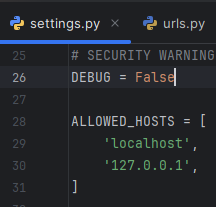 settings.py × urls.py
25 # SECURITY WARNING
26 DEBUG = False
27
28 ALLOWED_HOSTS = [
29 'localhost',
30 '127.0.0.1',
31 ]